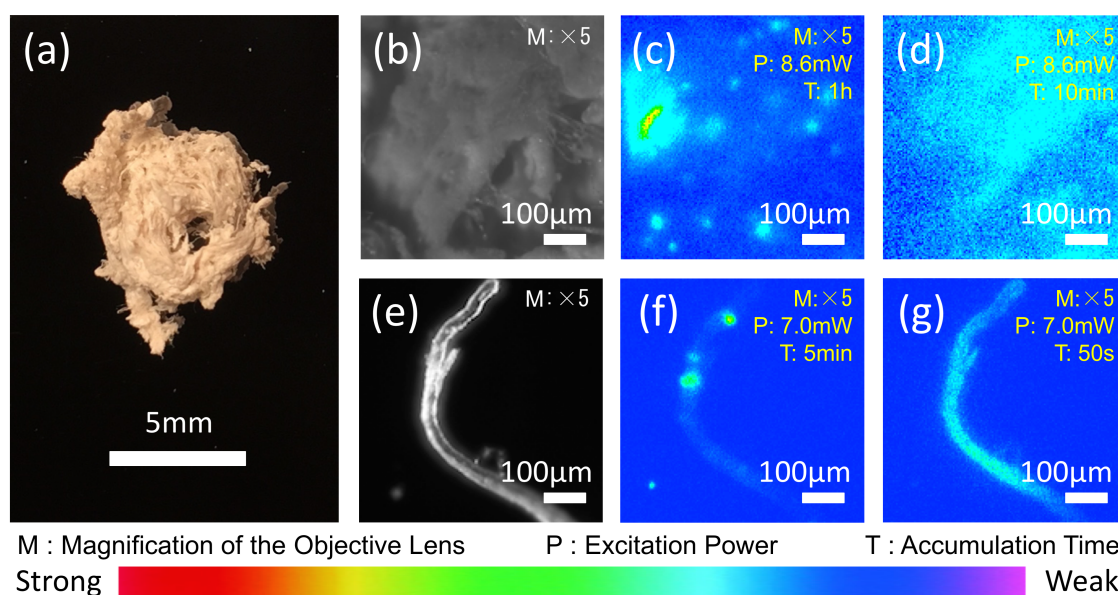 (a)
5mm
(b)
M: ×5
100μm
(c)
M: ×5
P: 8.6mW
T: 1h
100μm
(d)
M: ×5
P: 8.6mW
T: 10min
100μm
(e)
M: ×5
100μm
(f)
M: ×5
P: 7.0mW
T: 5min
100μm
(g)
M: ×5
P: 7.0mW
T: 50s
100μm
M : Magnification of the Objective Lens P : Excitation Power T : Accumulation Time
Strong Weak